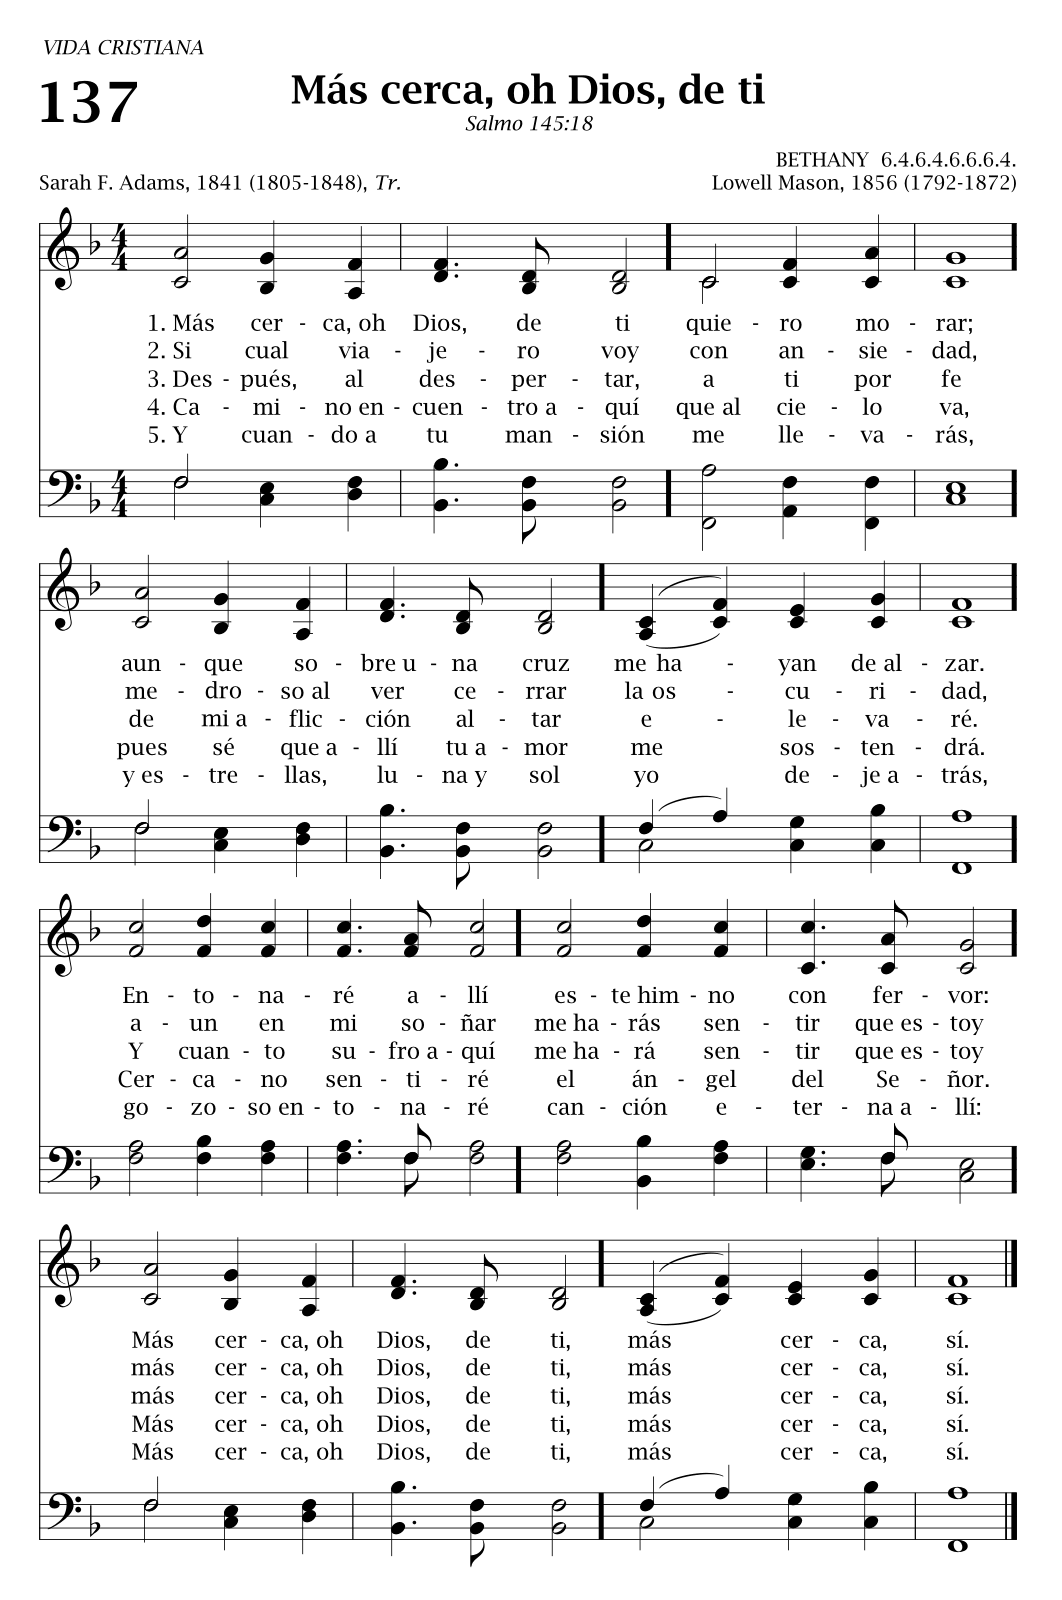 VIDA CRISTIANA
137 Más cerca, oh Dios, de ti
Salmo 145:18
BETHANY 6.4.6.4.6.6.6.4.
Sarah F. Adams, 1841 (1805-1848), Tr. Lowell Mason, 1856 (1792-1872)
4
4
1. Más cer - ca, oh Dios, de ti quie - ro mo - rar;
2. Si cual via - je - ro voy con an - sie - dad,
3. Des - pués, al des - per - tar, a ti por fe
4. Ca - mi - no en - cuen - tro a - quí que al cie - lo va,
5. Y cuan - do a tu man - sión me lle - va - rás,
4
4
aun - que so - bre u - na cruz me ha - yan de al - zar.
me - dro - so al ver ce - rrar la os - cu - ri - dad,
de mi a - flic - ción al - tar e - le - va - ré.
pues sé que a - llí tu a - mor me sos - ten - drá.
y es - tre - llas, lu - na y sol yo de - je a - trás,
En - to - na - ré a - llí es - te him - no con fer - vor:
a - un en mi so - ñar me ha - rás sen - tir que es - toy
Y cuan - to su - fro a - quí me ha - rá sen - tir que es - toy
Cer - ca - no sen - ti - ré el án - gel del Se - ñor.
go - zo - so en - to - na - ré can - ción e - ter - na a - llí:
Más cer - ca, oh Dios, de ti, más cer - ca, sí.
más cer - ca, oh Dios, de ti, más cer - ca, sí.
más cer - ca, oh Dios, de ti, más cer - ca, sí.
Más cer - ca, oh Dios, de ti, más cer - ca, sí.
Más cer - ca, oh Dios, de ti, más cer - ca, sí.